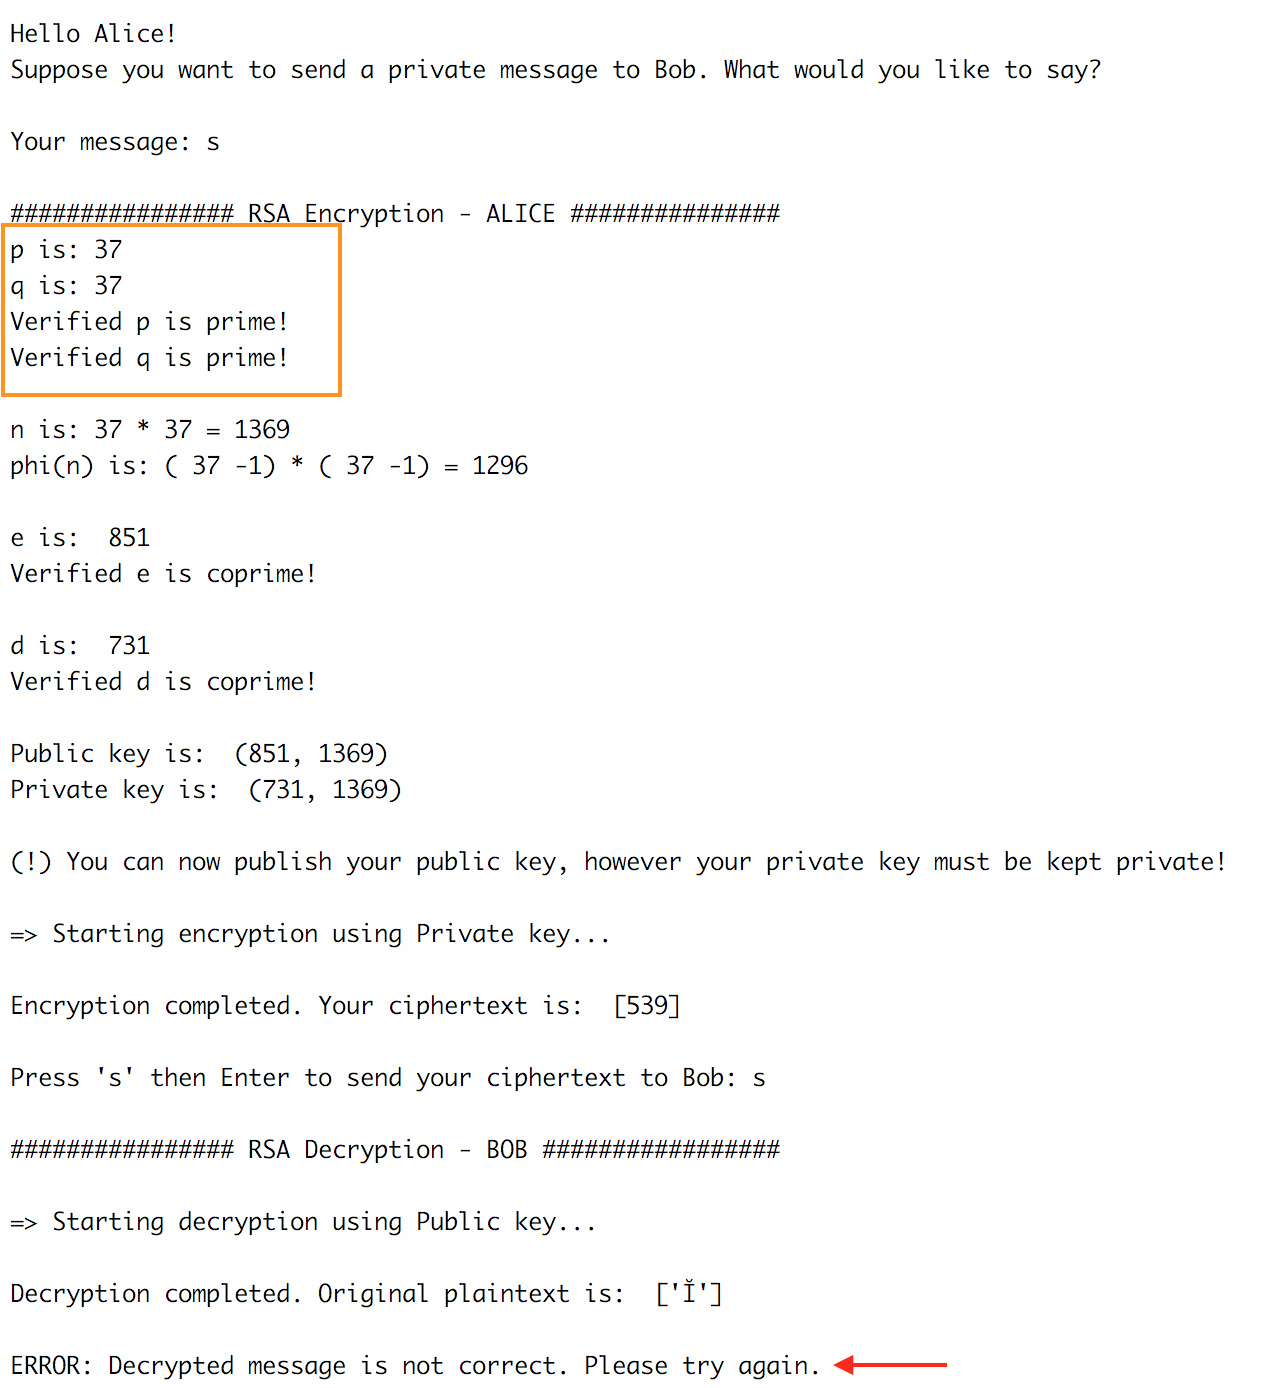 Hello Alice!
Suppose you want to send a private message to Bob. What would you like to say?
Your message: s
################ RSA Encryption - ALICE ###############
p is: 37
q is: 37
Verified p is prime!
Verified q is prime!
n is: 37 * 37 = 1369
phi(n) is: ( 37 -1) * ( 37 -1) = 1296
e is:  851
Verified e is coprime!
d is:  731
Verified d is coprime!
Public key is:  (851, 1369)
Private key is:  (731, 1369)
(!) You can now publish your public key, however your private key must be kept private!
=> Starting encryption using Private key...
Encryption completed. Your ciphertext is:  [539]
Press 's' then Enter to send your ciphertext to Bob: s
################ RSA Decryption - BOB #################
=> Starting decryption using Public key...
Decryption completed. Original plaintext is:  ['Ĭ']
ERROR: Decrypted message is not correct. Please try again.